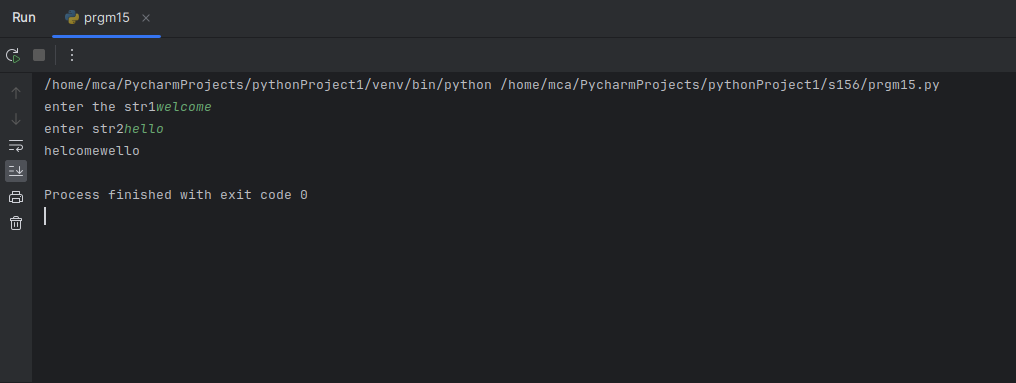 Run prgm15
/home/mca/PycharmProjects/pythonProject1/venv/bin/python /home/mca/PycharmProjects/pythonProject1/s156/prgm15.py
enter the str1welcome
enter str2hello
helcomewello
Process finished with exit code 0